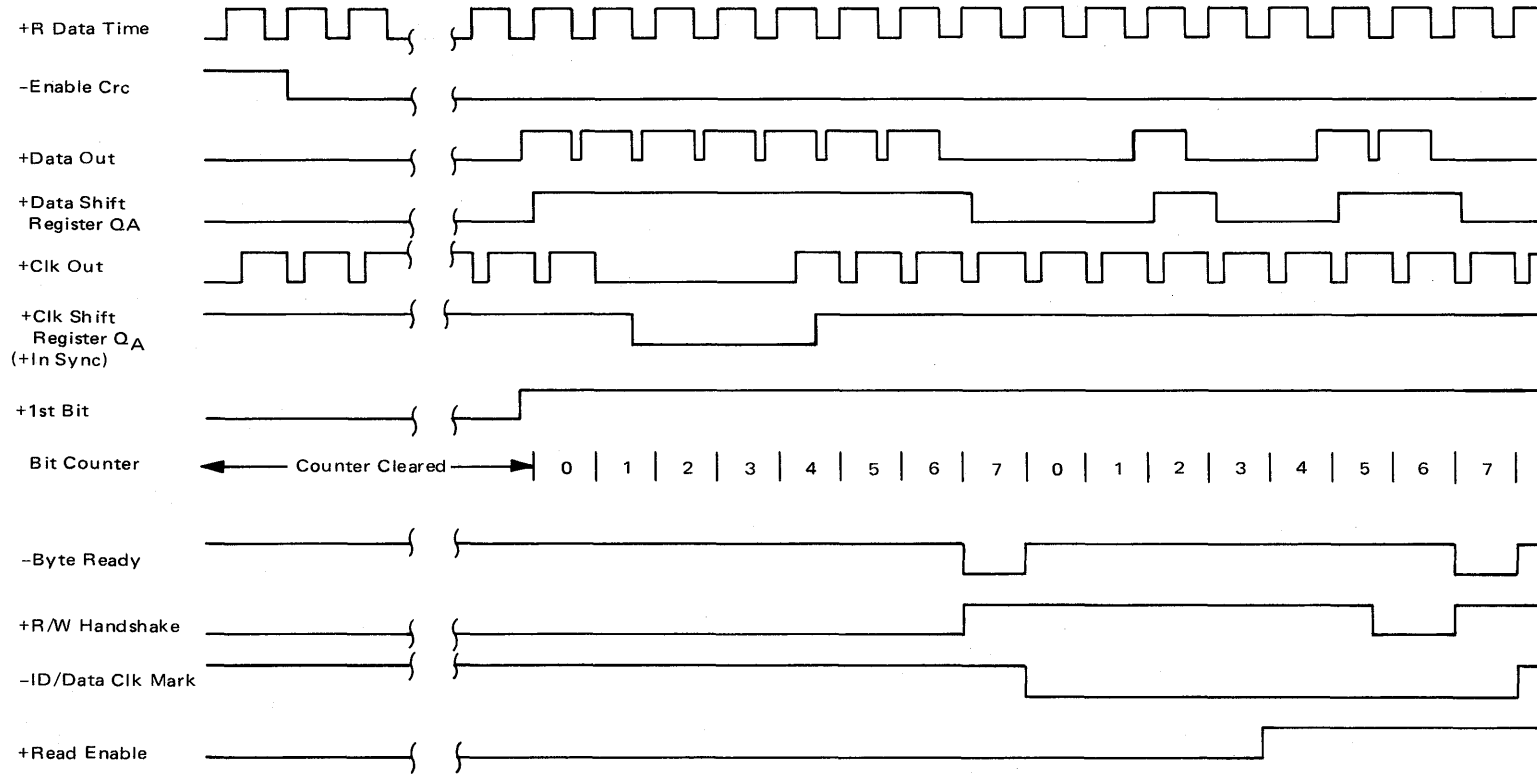 +R Data Time
-Enable Crc
+Data Out
+Data Shift
Register QA
+Clk Out
+Clk Shift
Register QA
(+In Sync)
+1st Bit
Bit Counter
Counter Cleared
0 1 2 3 4 5 6 7 0 1 2 3 4 5 6 7
-Byte Ready
+R/W Handshake
-ID/Data Clk Mark
+Read Enable